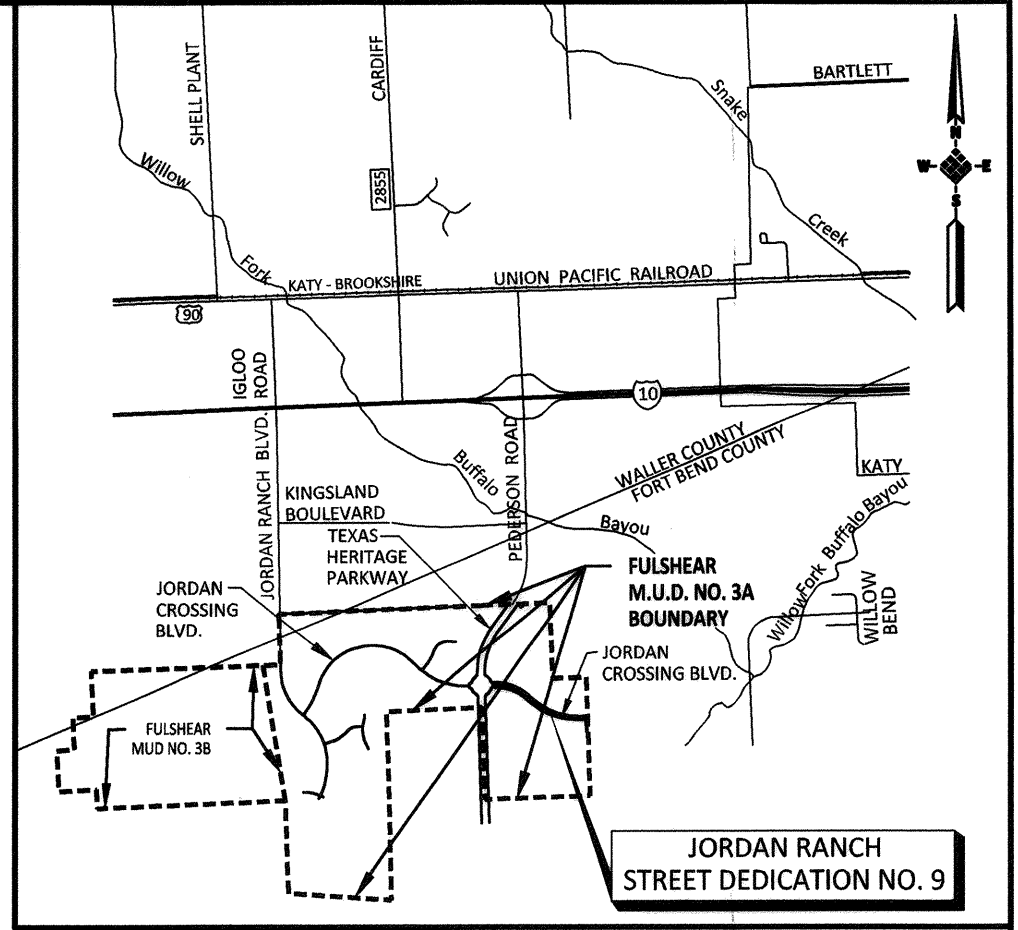 SHELL PLANT
CARDIFF
BARTLETT
Snake
Creek
N
W
E
S
Willow
Fork
2855
KATY - BROOKSHIRE
UNION PACIFIC RAILROAD
90
IGLOO
ROAD
10
JORDAN RANCH BLVD.
PEDERSON ROAD
Buffalo
Bayou
WALLER COUNTY
FORT BEND COUNTY
KATY
KINGSLAND
BOULEVARD
TEXAS
HERITAGE
PARKWAY
Willow Fork Buffalo Bayou
WILLOW
BEND
JORDAN
CROSSING
BLVD.
FULSHEAR
M.U.D. NO. 3A
BOUNDARY
JORDAN
CROSSING BLVD.
FULSHEAR
MUD NO. 3B
JORDAN RANCH
STREET DEDICATION NO. 9